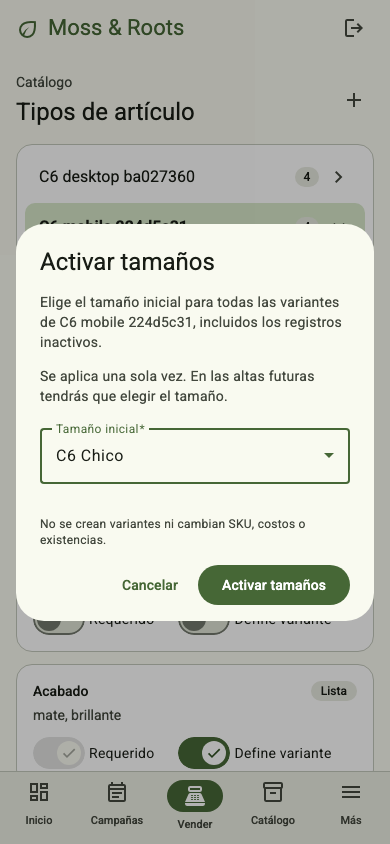 Moss & Roots
Catálogo
Tipos de artículo
C6 desktop ba027360
4
Activar tamaños
Elige el tamaño inicial para todas las variantes
de C6 mobile 224d5c31, incluidos los registros
inactivos.
Se aplica una sola vez. En las altas futuras
tendrás que elegir el tamaño.
Tamaño inicial*
C6 Chico
No se crean variantes ni cambian SKU, costos o
existencias.
Cancelar
Activar tamaños
Requerido
Define variante
Acabado
Lista
mate, brillante
Requerido
Define variante
Inicio
Campañas
Vender
Catálogo
Más